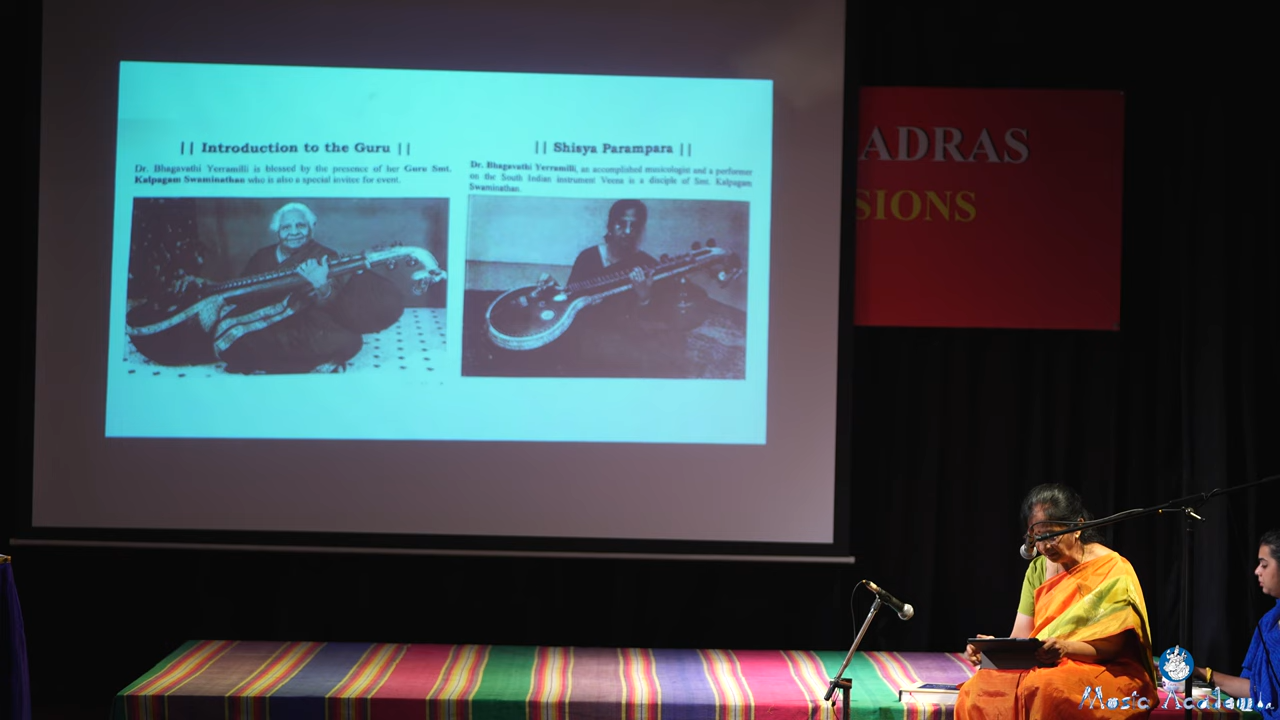 || Introduction to the Guru ||
Dr. Bhagavathi Yerramilli is blessed by the presence of her Guru Smt.
Kalpagam Swaminathan who is also a special invitee for event.
|| Shisya Parampara ||
Dr. Bhagavathi Yerramilli, an accomplished musicologist and a performer
on the South Indian instrument Veena is a disciple of Smt. Kalpagam
Swaminathan.
ADRAS
SIONS
Music Academy